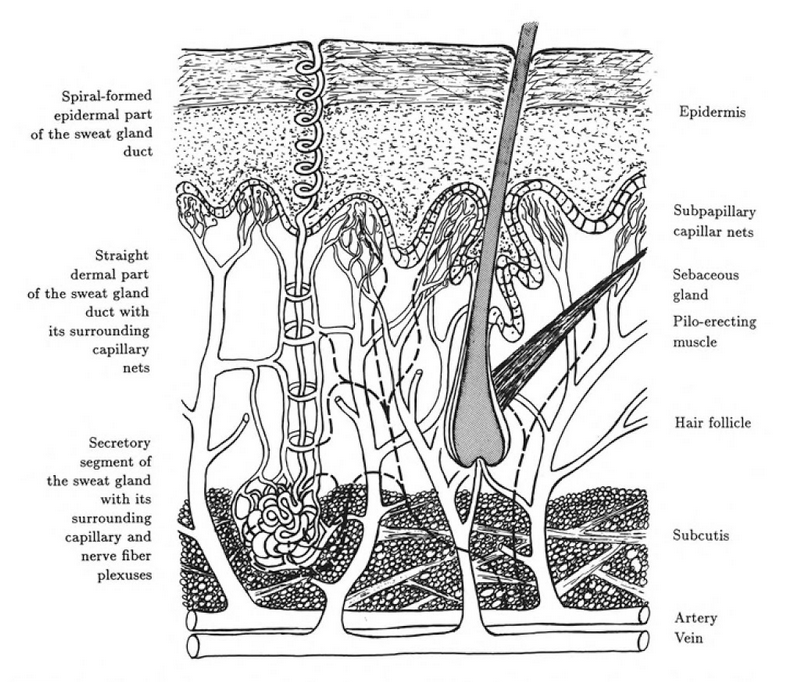 Spiral-formed
epidermal part
of the sweat gland
duct
Straight
dermal part
of the sweat gland
duct with
its surrounding
capillary
nets
Secretory
segment of
the sweat gland
with its
surrounding
capillary and
nerve fiber
plexuses
Epidermis
Subpapillary
capillar nets
Sebaceous
gland
Pilo-erecting
muscle
Hair follicle
Subcutis
Artery
Vein